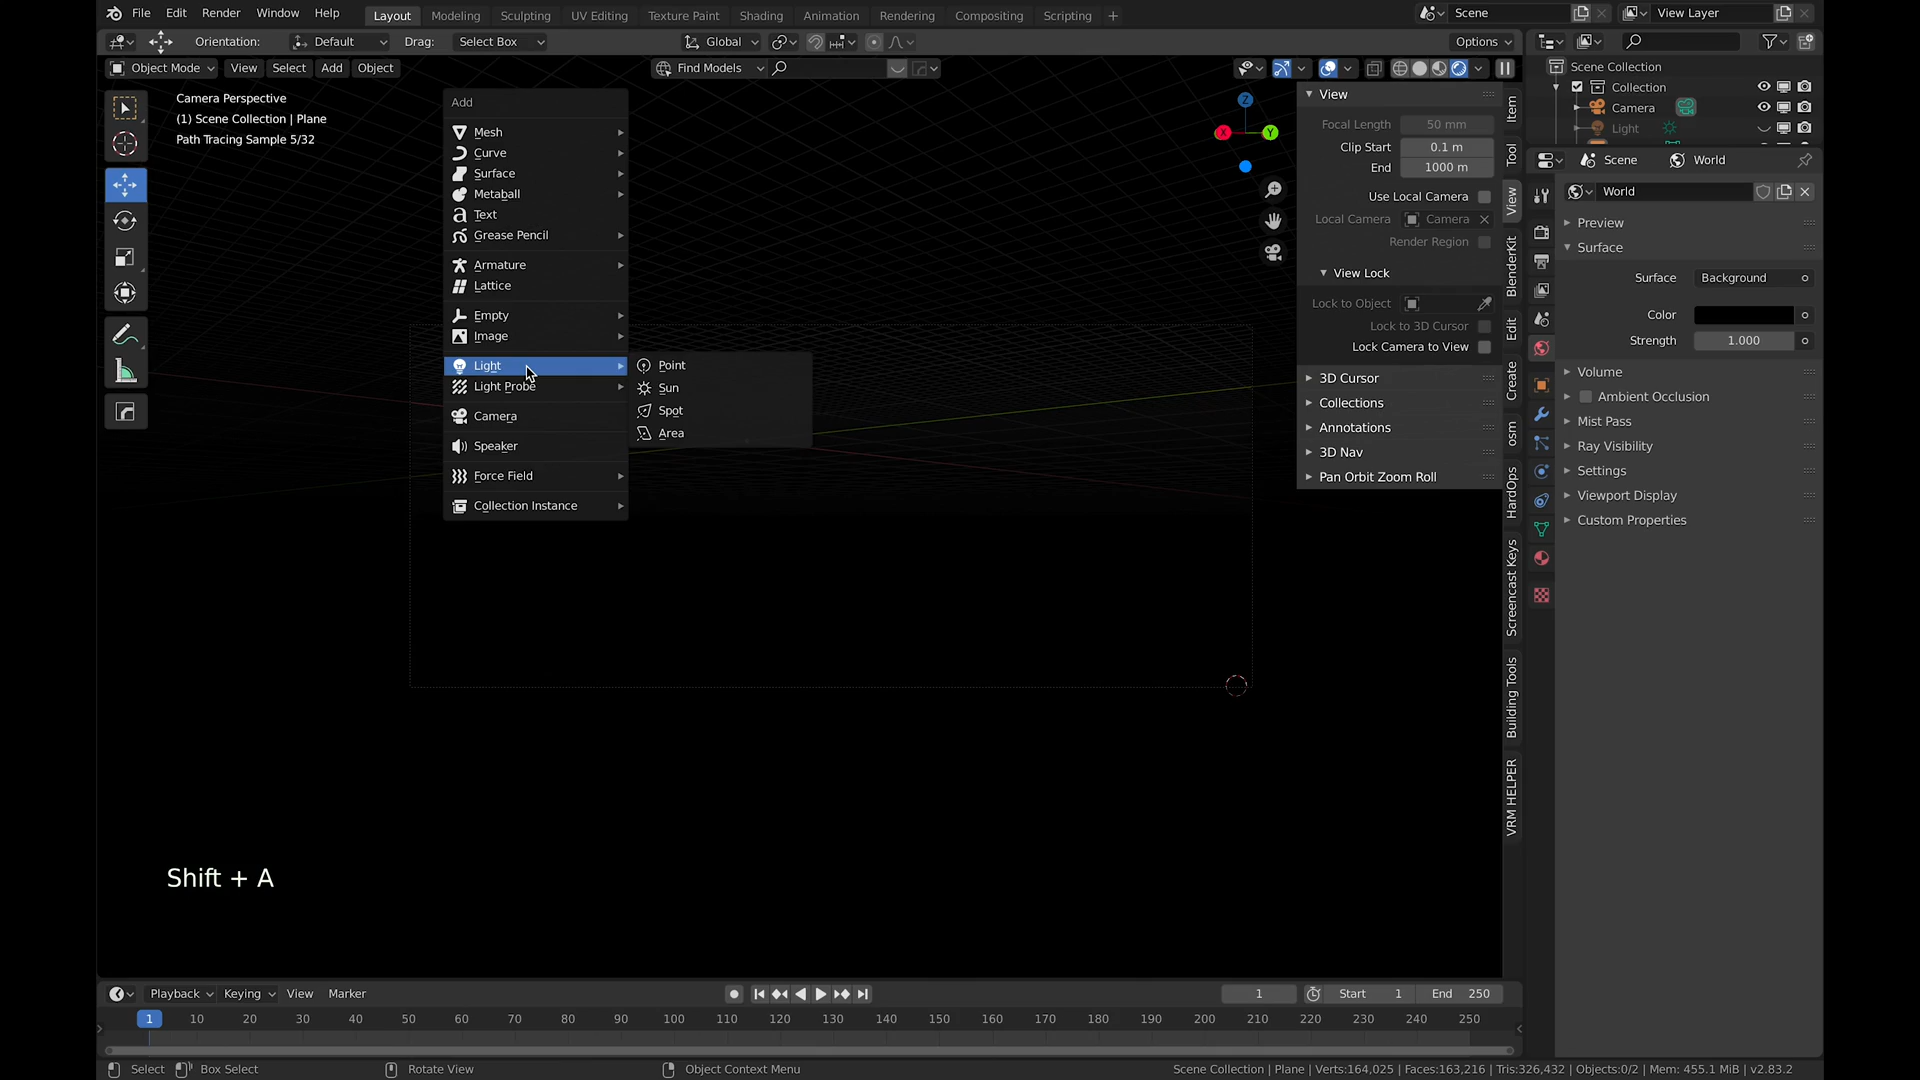 File Edit Render Window Help Layout Modeling Sculpting UV Editing Texture Paint Shading Animation Rendering Compositing Scripting + Scene View Layer
Orientation: Default Drag: Select Box Global Options
Object Mode View Select Add Object Find Models
Camera Perspective
(1) Scene Collection | Plane
Path Tracing Sample 5/32
Add
Mesh
Curve
Surface
Metaball
Text
Grease Pencil
Armature
Lattice
Empty
Image
Light
Light Probe
Camera
Speaker
Force Field
Collection Instance
Point
Sun
Spot
Area
Z
X
Y
View
Focal Length 50 mm
Clip Start 0.1 m
End 1000 m
Use Local Camera
Local Camera Camera
Render Region
View Lock
Lock to Object
Lock to 3D Cursor
Lock Camera to View
3D Cursor
Collections
Annotations
3D Nav
Pan Orbit Zoom Roll
Item
Tool
View
BlenderKit
Edit
Create
osm
HardOps
Screencast Keys
Building Tools
VRM HELPER
Scene Collection
Collection
Camera
Light
Scene World
World
Preview
Surface
Surface Background
Color
Strength 1.000
Volume
Ambient Occlusion
Mist Pass
Ray Visibility
Settings
Viewport Display
Custom Properties
Shift + A
Playback Keying View Marker 1 Start 1 End 250
1 10 20 30 40 50 60 70 80 90 100 110 120 130 140 150 160 170 180 190 200 210 220 230 240 250
Select Box Select Rotate View Object Context Menu Scene Collection | Plane | Verts:164,025 | Faces:163,216 | Tris:326,432 | Objects:0/2 | Mem: 455.1 MiB | v2.83.2